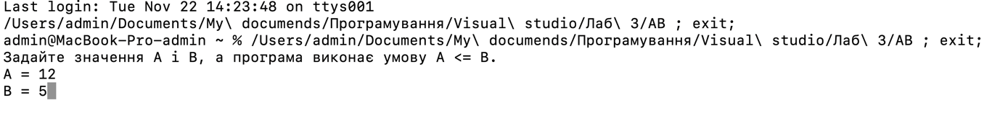 Last login: Tue Nov 22 14:23:48 on ttys001
/Users/admin/Documents/My\ documends/Програмування/Visual\ studio/Лаб\ 3/АВ ; exit;
admin@MacBook-Pro-admin ~ % /Users/admin/Documents/My\ documends/Програмування/Visual\ studio/Лаб\ 3/АВ ; exit;
Задайте значення А і В, а програма виконає умову А <= В.
А = 12
В = 5